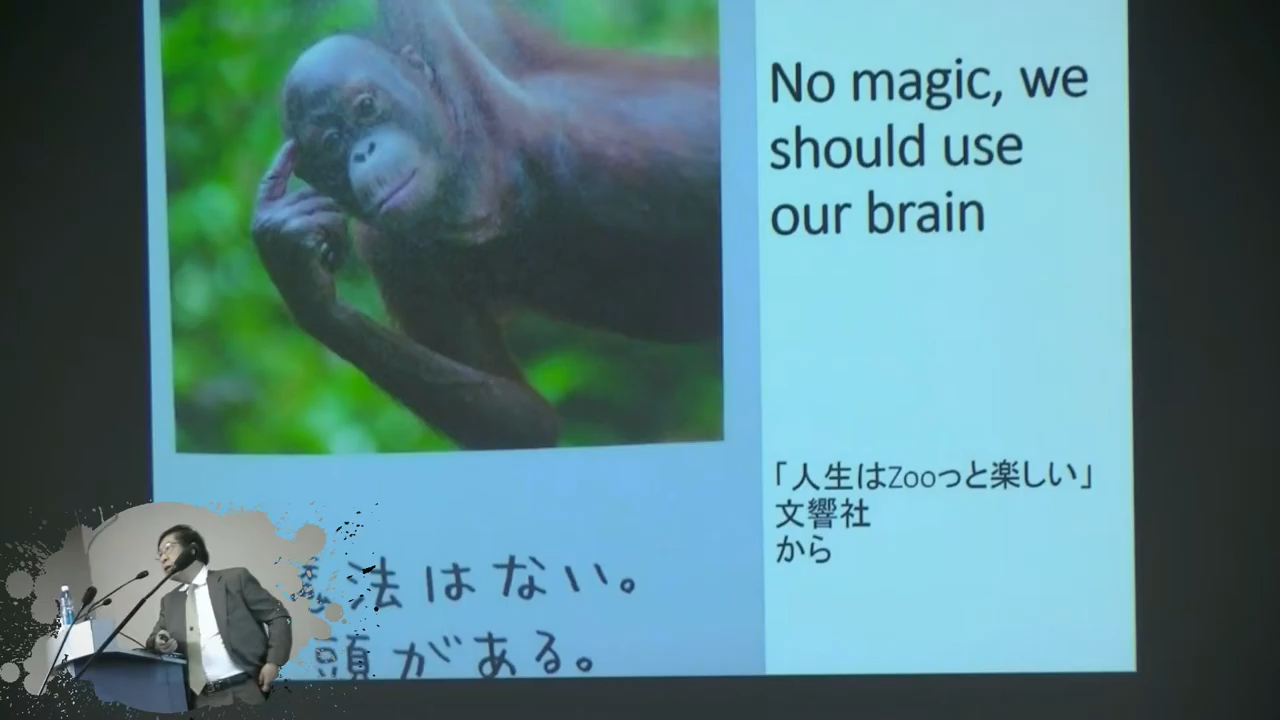 No magic, we
should use
our brain
「人生はZooっと楽しい」
文響社
から
魔法はない。
頭がある。